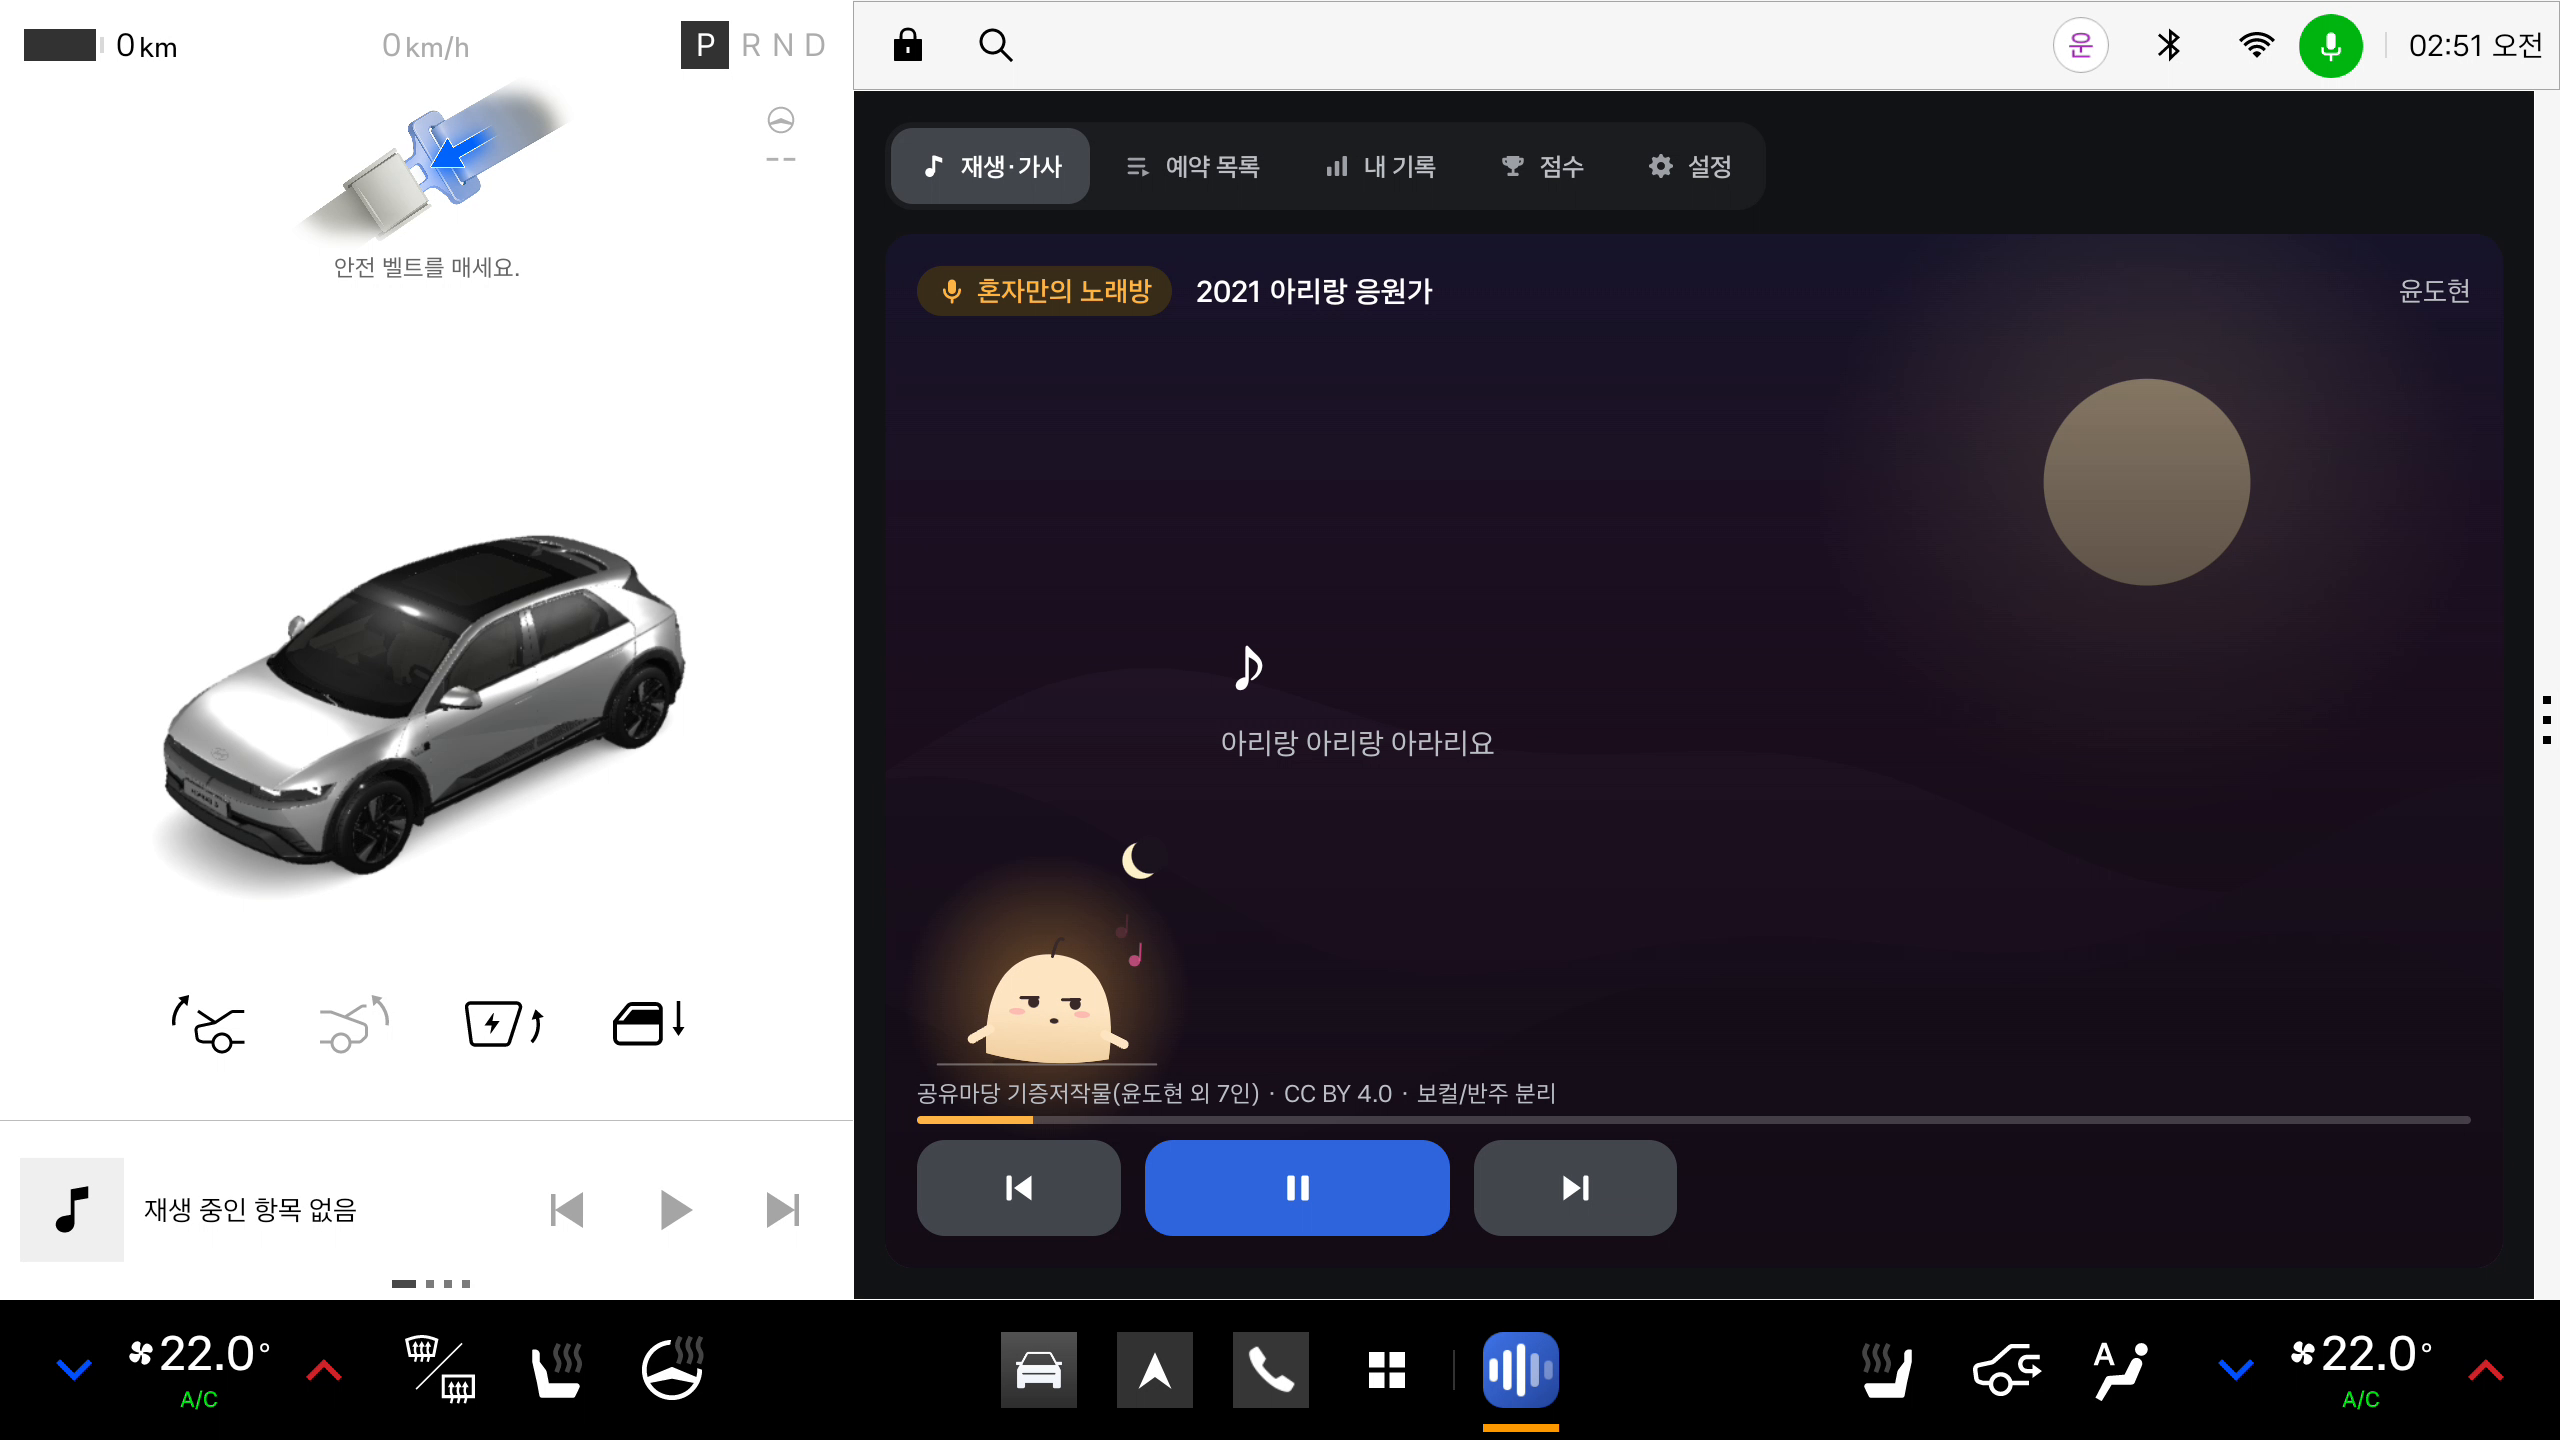 0 km
0 km/h
P R N D
운
02:51 오전
안전 벨트를 매세요.
재생·가사
예약 목록
내 기록
점수
설정
혼자만의 노래방
2021 아리랑 응원가
윤도현
아리랑 아리랑 아라리요
공유마당 기증저작물(윤도현 외 7인) · CC BY 4.0 · 보컬/반주 분리
재생 중인 항목 없음
22.0°
A/C
A
22.0°
A/C